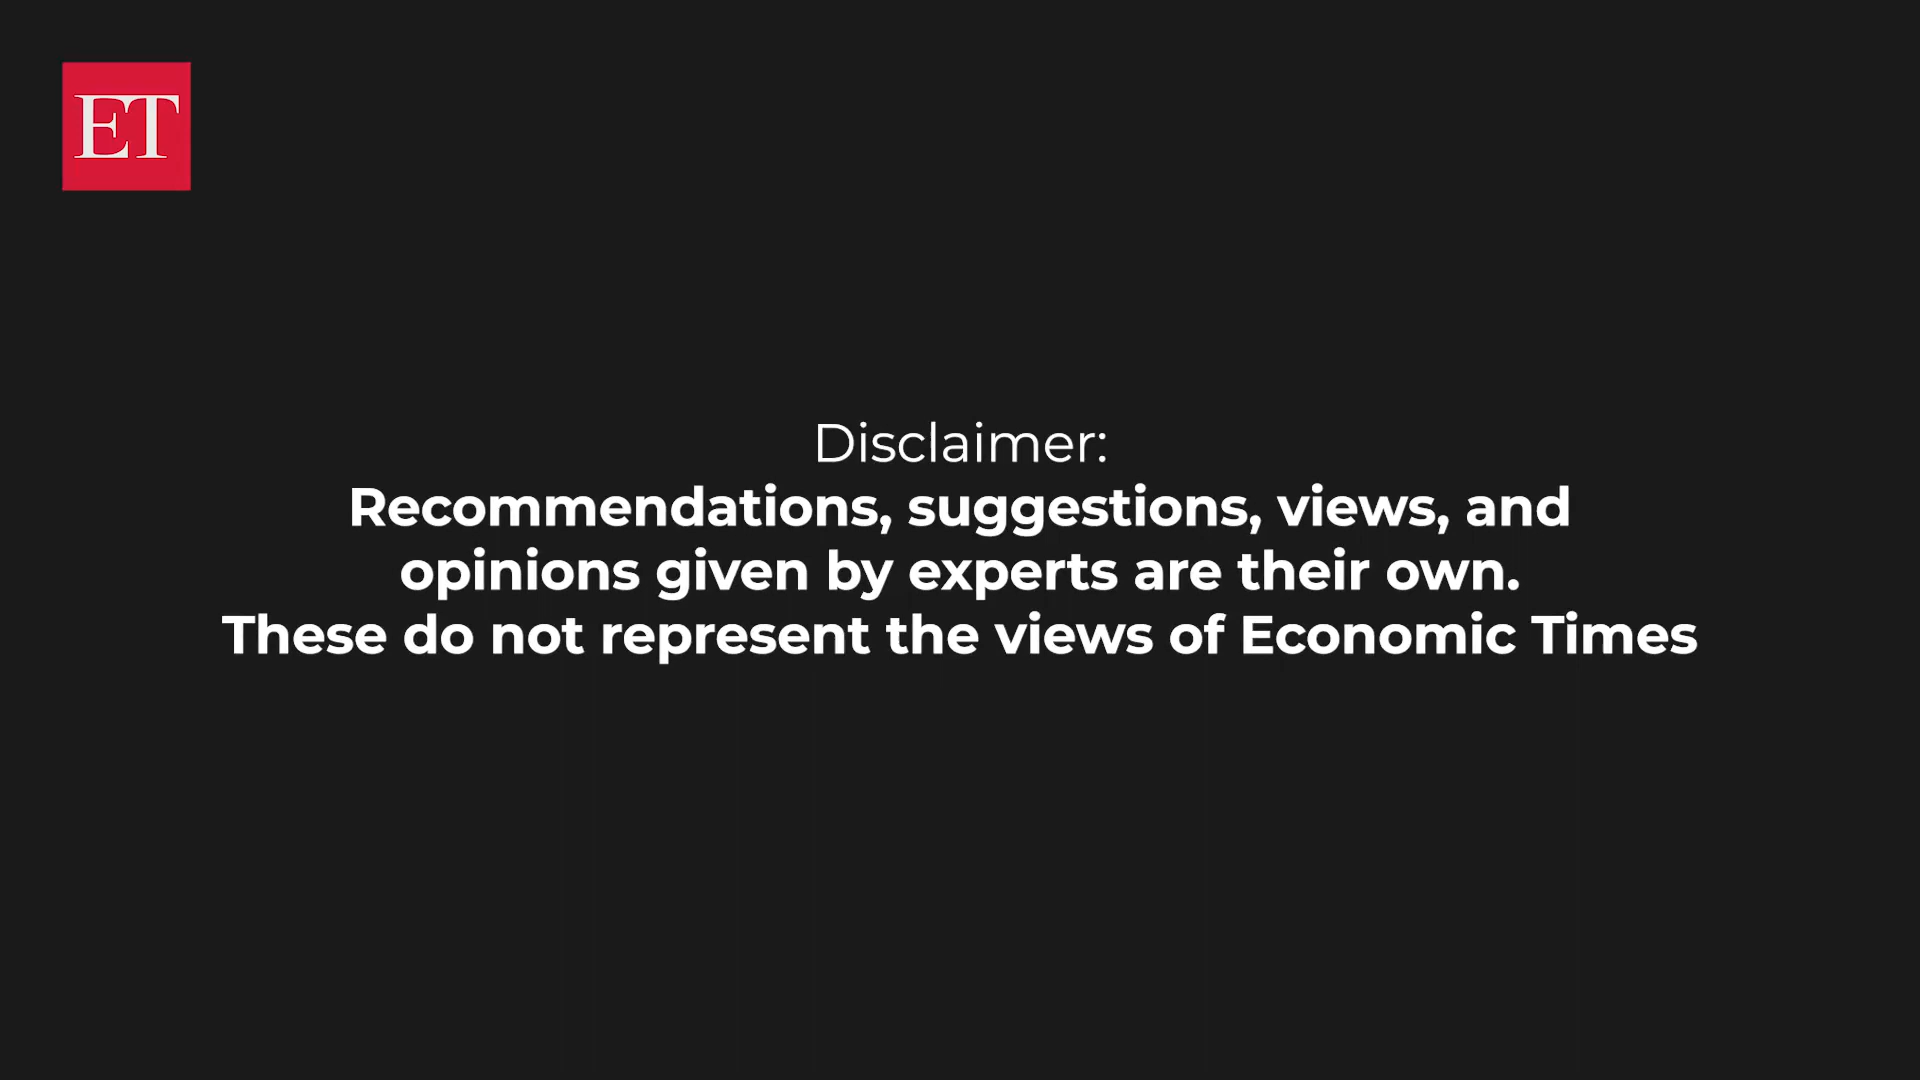 ET
Disclaimer:
Recommendations, suggestions, views, and
opinions given by experts are their own.
These do not represent the views of Economic Times